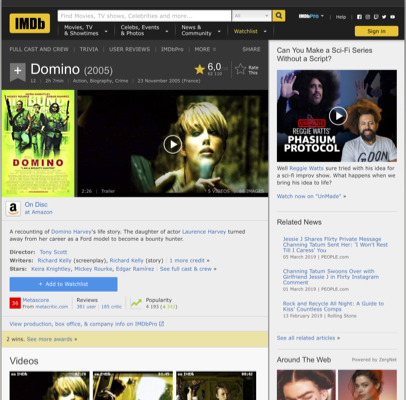 IMDb
Find Movies, TV shows, Celebrities and more...
All
IMDbPro
Help
Movies, TV & Showtimes
Celebs, Events & Photos
News & Community
Watchlist
Sign in
FULL CAST AND CREW | TRIVIA | USER REVIEWS | IMDbPro | MORE
SHARE
Domino (2005)
6,0
Rate This
12 | 2h 7min | Action, Biography, Crime | 23 November 2005 (France)
DOMINO
2:26 | Trailer
5 VIDEOS
IMAGES
On Disc
at Amazon
A recounting of Domino Harvey's life story. The daughter of actor Laurence Harvey turned
away from her career as a Ford model to become a bounty hunter.
Director: Tony Scott
Writers: Richard Kelly (screenplay), Richard Kelly (story) | 1 more credit »
Stars: Keira Knightley, Mickey Rourke, Edgar Ramírez | See full cast & crew »
+ Add to Watchlist
36
Metascore
From metacritic.com
Reviews
381 user | 165 critic
Popularity
4 193
View production, box office, & company info on IMDbPro
2 wins. See more awards »
Videos
Can You Make a Sci-Fi Series
Without a Script?
REGGIE WATTS'
PHASIUM
PROTOCOL
Well Reggie Watts sure tried with his idea for
a sci-fi improv show. What happens when we
bring his idea to life?
Watch now on "UnMade" »
Related News
Jessie J Shares Flirty Private Message
Channing Tatum Sent Her: 'I Won't Rest
Till I Caress' You
05 March 2019 | PEOPLE.com
Channing Tatum Swoons Over with
Girlfriend Jessie J in Flirty Instagram
Comment
01 March 2019 | PEOPLE.com
Rock and Recycle All Night: A Guide to
Kiss' Countless Compos
13 February 2019 | Rolling Stone
See all related articles »
Around The Web
Powered by ZergNet